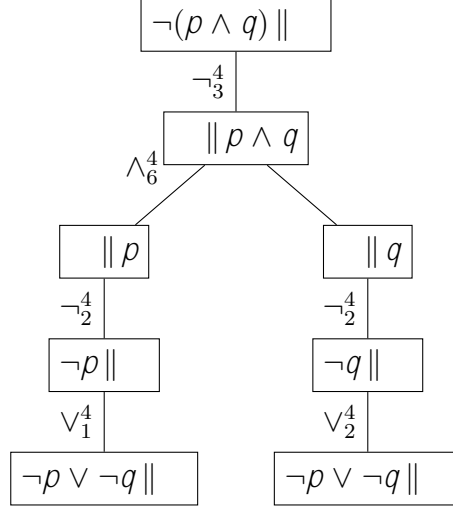 ¬(p ∧ q) ∥
¬₃⁴
∥ p ∧ q
∧₆⁴
∥ p ∥ q
¬₂⁴ ¬₂⁴
¬p ∥ ¬q ∥
∨₁⁴ ∨₂⁴
¬p ∨ ¬q ∥ ¬p ∨ ¬q ∥